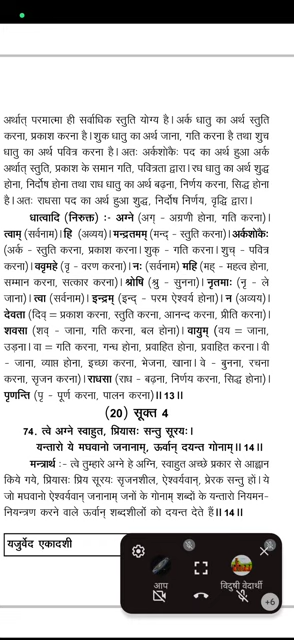 अर्थात् परमात्मा ही सर्वाधिक स्तुति योग्य है। अर्क धातु का अर्थ स्तुति
करना, प्रकाश करना है। शुक धातु का अर्थ जाना, गति करना है तथा शुच
धातु का अर्थ पवित्र करना है। अतः अर्कशोकैः पद का अर्थ हुआ अर्क
अर्थात् स्तुति, प्रकाश के समान गति, पवित्रता द्वारा। रध धातु का अर्थ शुद्ध
होना, निर्दोष होना तथा राध धातु का अर्थ बढ़ना, निर्णय करना, सिद्ध होना
है। अतः राधसा पद का अर्थ हुआ शुद्ध, निर्दोष निर्णय, वृद्धि द्वारा।
धात्वादि (निरुक्त) :- अग्ने (अग् - अग्रणी होना, गति करना)।
त्वाम् (सर्वनाम)। हि (अव्यय)। मन्द्रतमम् (मन्द् - स्तुति करना)। अर्कशोकैः
(अर्क - स्तुति करना, प्रकाश करना। शुक् - गति करना। शुच् - पवित्र
करना)। ववृमहे (वृ - वरण करना)। नः (सर्वनाम) महि (मह् - महत्व होना,
सम्मान करना, सत्कार करना)। श्रोषि (श्रु - सुनना)। नृतमाः (नृ - ले
जाना)। त्वा (सर्वनाम)। इन्द्रम् (इन्द् - परम ऐश्वर्य होना)। न (अव्यय)।
देवता (दिव् = प्रकाश करना, स्तुति करना, आनन्द करना, प्रीति करना)।
शवसा (शव् - जाना, गति करना, बल होना)। वायुम् (वय = जाना,
उड़ना। वा = गति करना, गन्ध होना, प्रवाहित होना, प्रवाहित करना। वी
- जाना, व्याप्त होना, इच्छा करना, भेजना, खाना। वे - बुनना, रचना
करना, सृजन करना)। राधसा (राध - बढ़ना, निर्णय करना, सिद्ध होना)।
पृणन्ति (पृ - पूर्ण करना, पालन करना)।। 13।।
(20) सूक्त 4
74. त्वे अग्ने स्वाहुत, प्रियासः सन्तु सूरयः।
यन्तारो ये मघवानो जनानाम्, ऊर्वान् दयन्त गोनाम्।। 14।।
मन्त्रार्थ :- त्वे तुम्हारे अग्ने हे अग्नि, स्वाहुत अच्छे प्रकार से आह्वान
किये गये, प्रियासः प्रिय सूरयः सृजनशील, ऐश्वर्यवान्, प्रेरक सन्तु हों। ये
जो मघवानो ऐश्वर्यवान् जनानाम् जनों के गोनाम् शब्दों के यन्तारो नियमन-
नियन्त्रण करने वाले ऊर्वान् शब्दशीलों को दयन्त देते हैं।। 14।।
यजुर्वेद एकादशी
आप
विदुषी वेदार्थी
+6